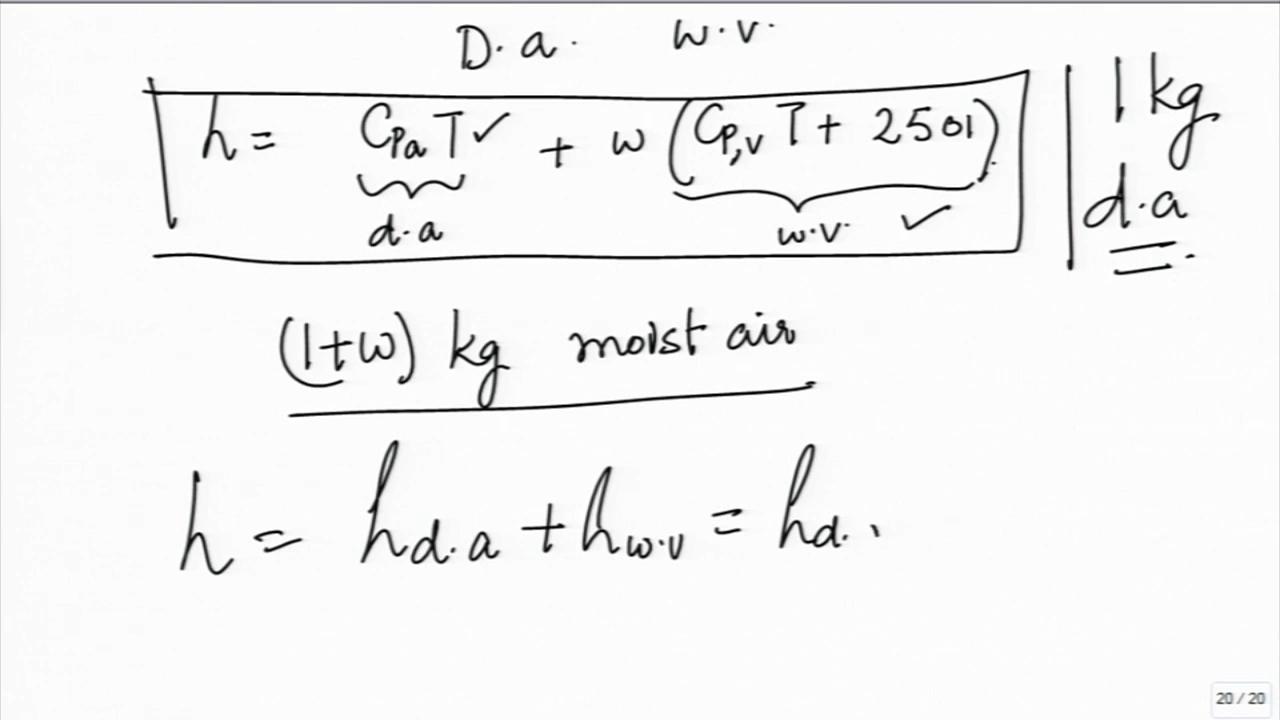 D.a. w.v.
h = CPa T ✓ + w (CP,v T + 2501)
d.a w.v. ✓
1 kg
d.a
(1+w) kg moist air
h = hd.a + hw.v = hd.
20 / 20